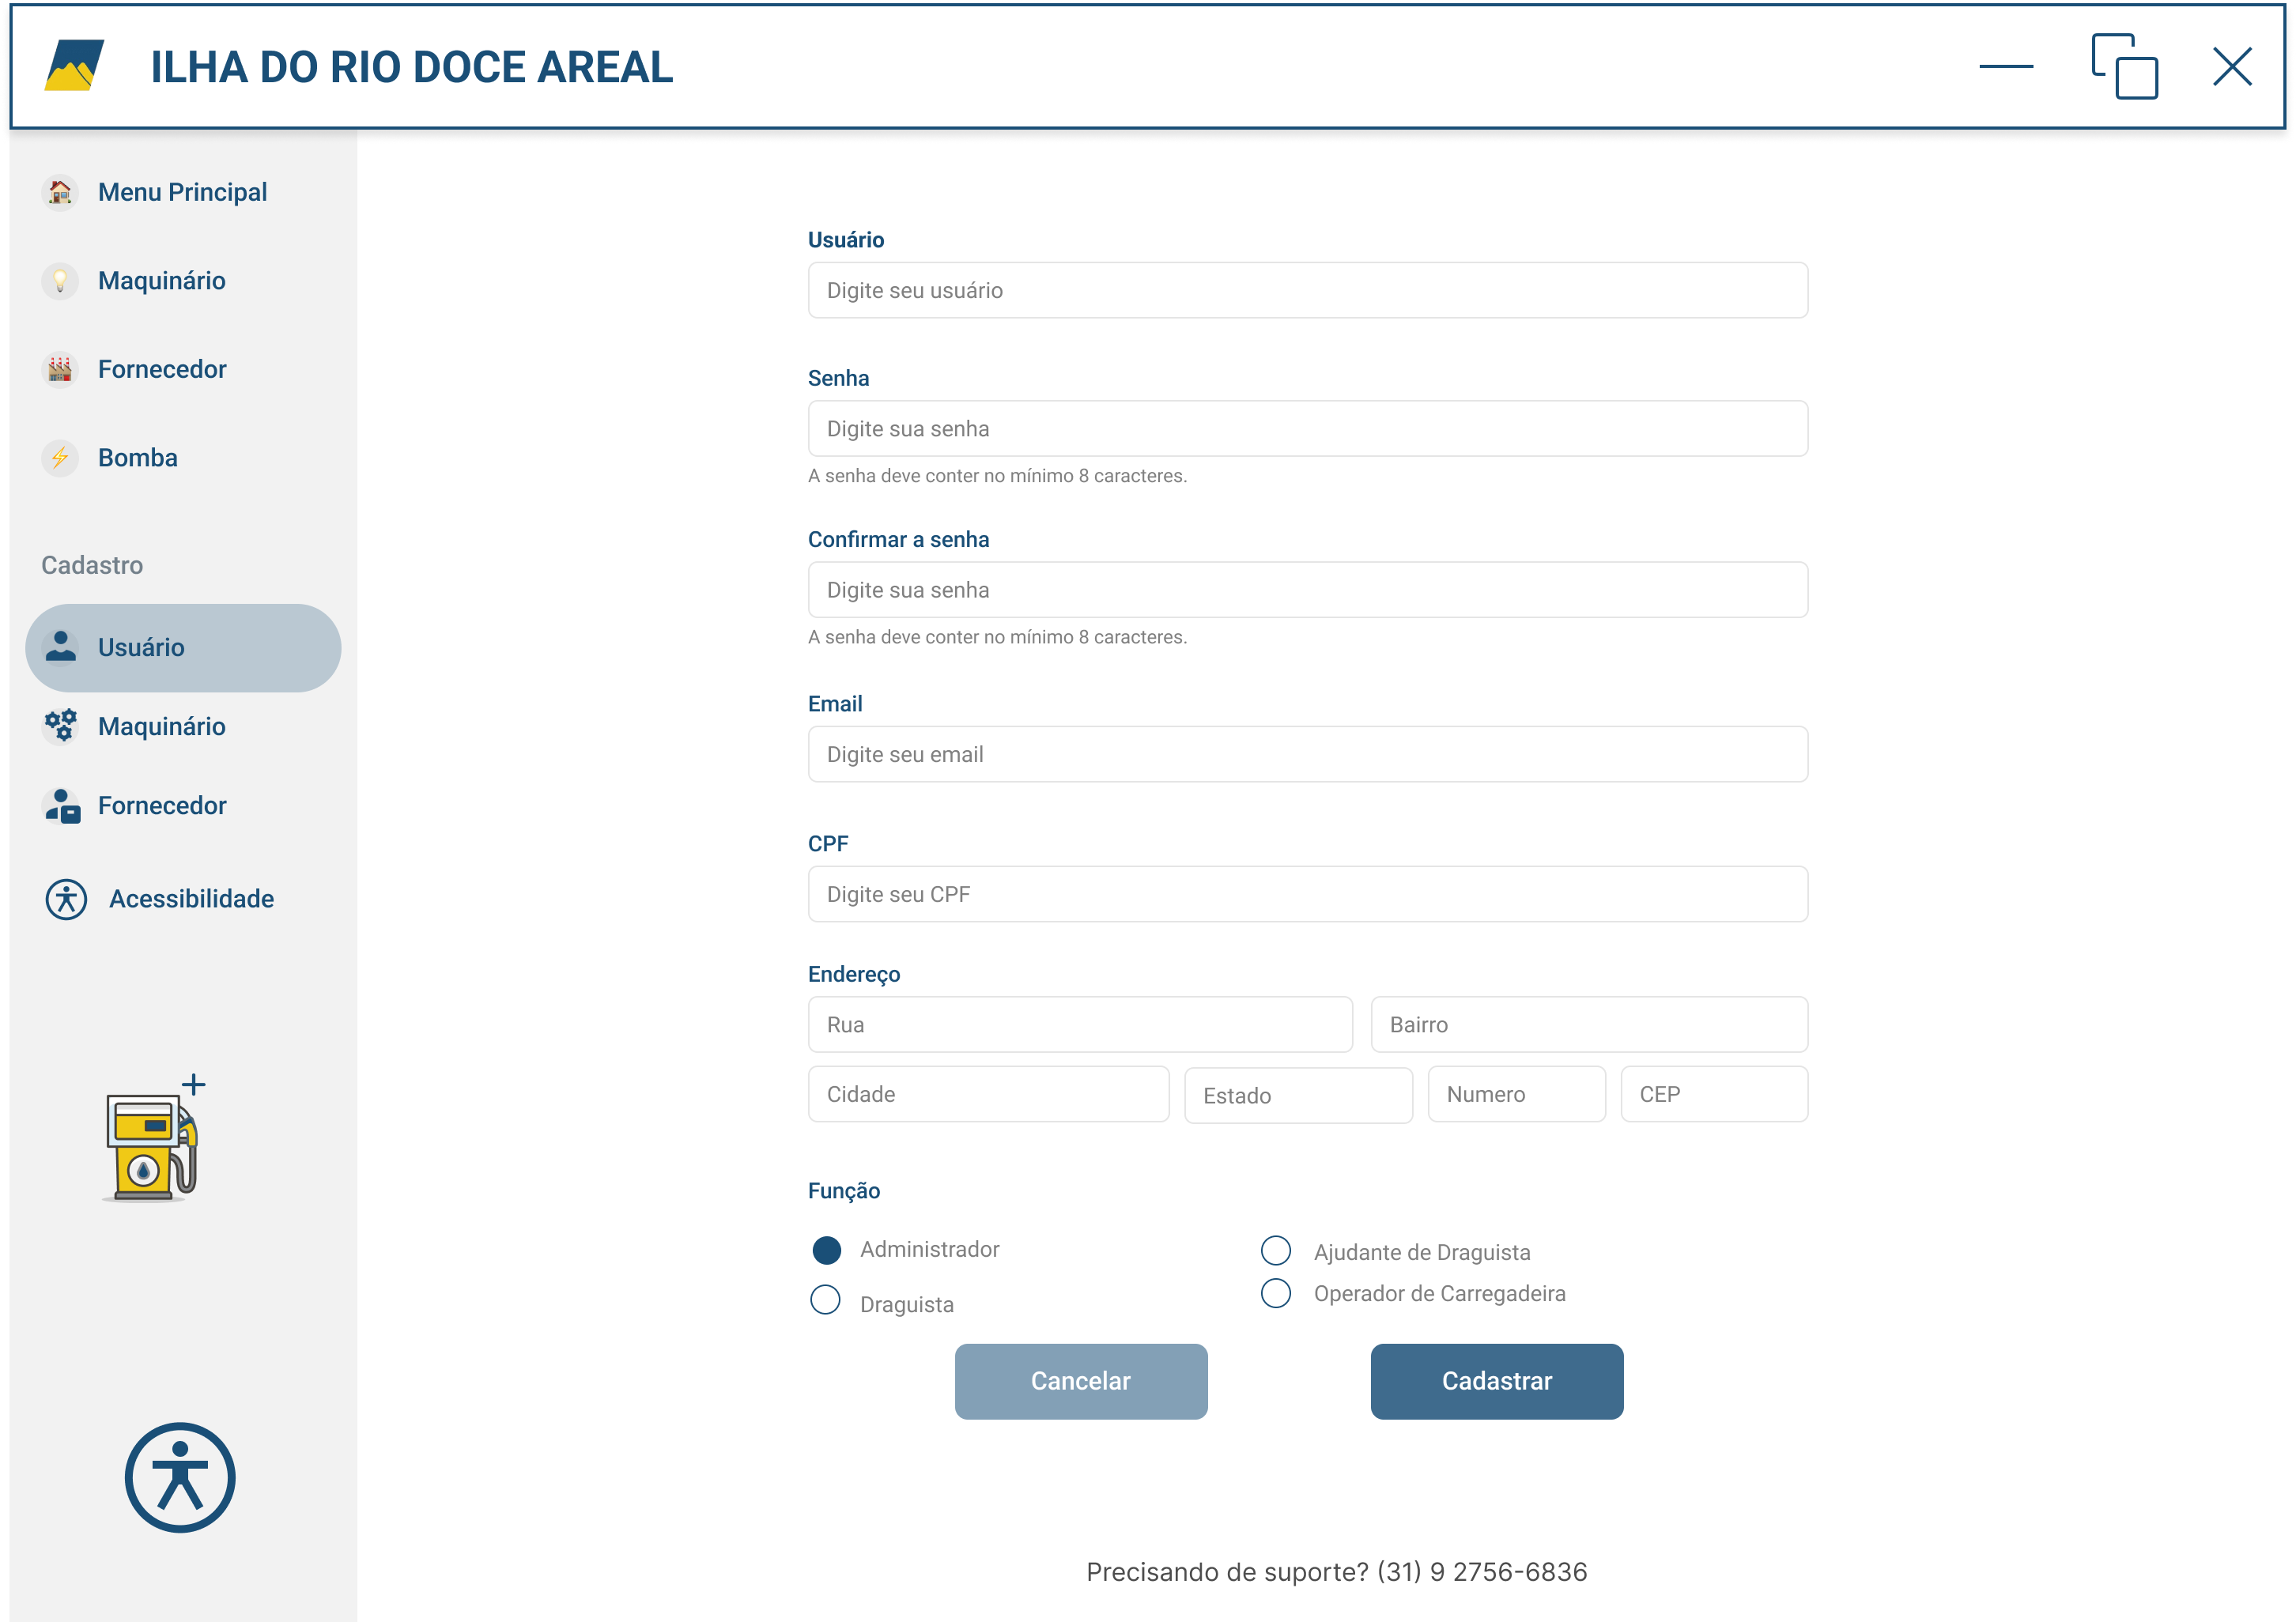 ILHA DO RIO DOCE AREAL
Menu Principal
Maquinário
Fornecedor
Bomba
Cadastro
Usuário
Maquinário
Fornecedor
Acessibilidade
Usuário
Digite seu usuário
Senha
Digite sua senha
A senha deve conter no mínimo 8 caracteres.
Confirmar a senha
Digite sua senha
A senha deve conter no mínimo 8 caracteres.
Email
Digite seu email
CPF
Digite seu CPF
Endereço
Rua Bairro
Cidade Estado Numero CEP
Função
Administrador Ajudante de Draguista
Draguista Operador de Carregadeira
Cancelar Cadastrar
Precisando de suporte? (31) 9 2756-6836